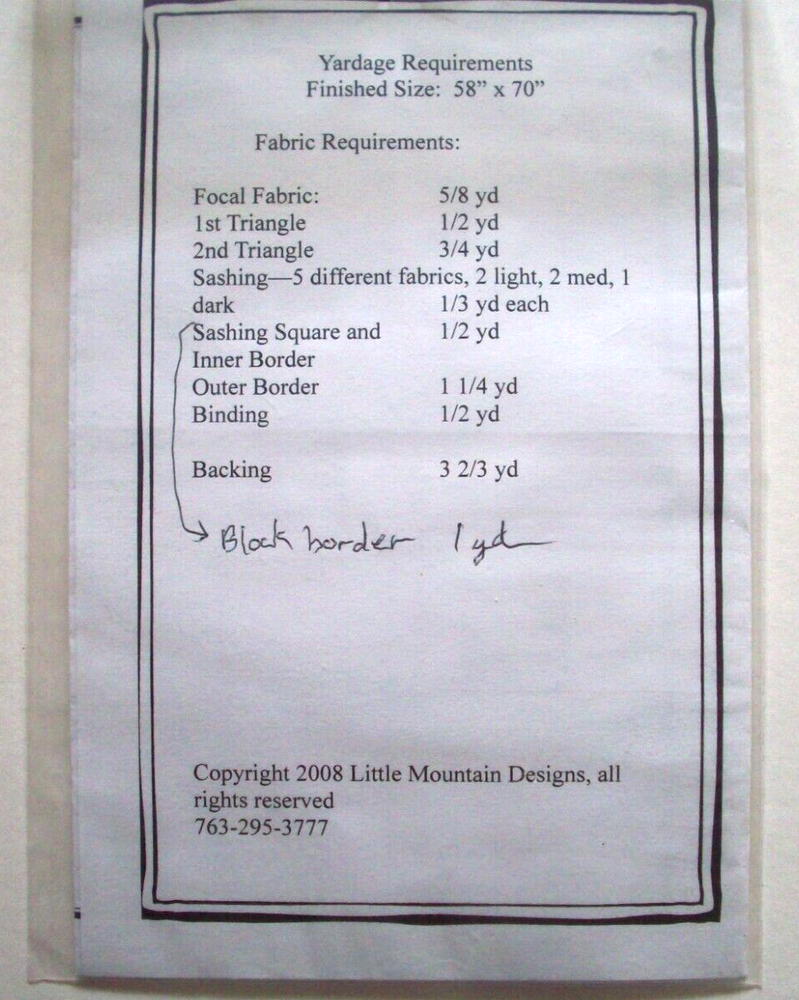 Yardage Requirements
Finished Size: 58” x 70”
Fabric Requirements:
Focal Fabric: 5/8 yd
1st Triangle 1/2 yd
2nd Triangle 3/4 yd
Sashing—5 different fabrics, 2 light, 2 med, 1
dark 1/3 yd each
Sashing Square and 1/2 yd
Inner Border
Outer Border 1 1/4 yd
Binding 1/2 yd
Backing 3 2/3 yd
Block border 1 yd
Copyright 2008 Little Mountain Designs, all
rights reserved
763-295-3777